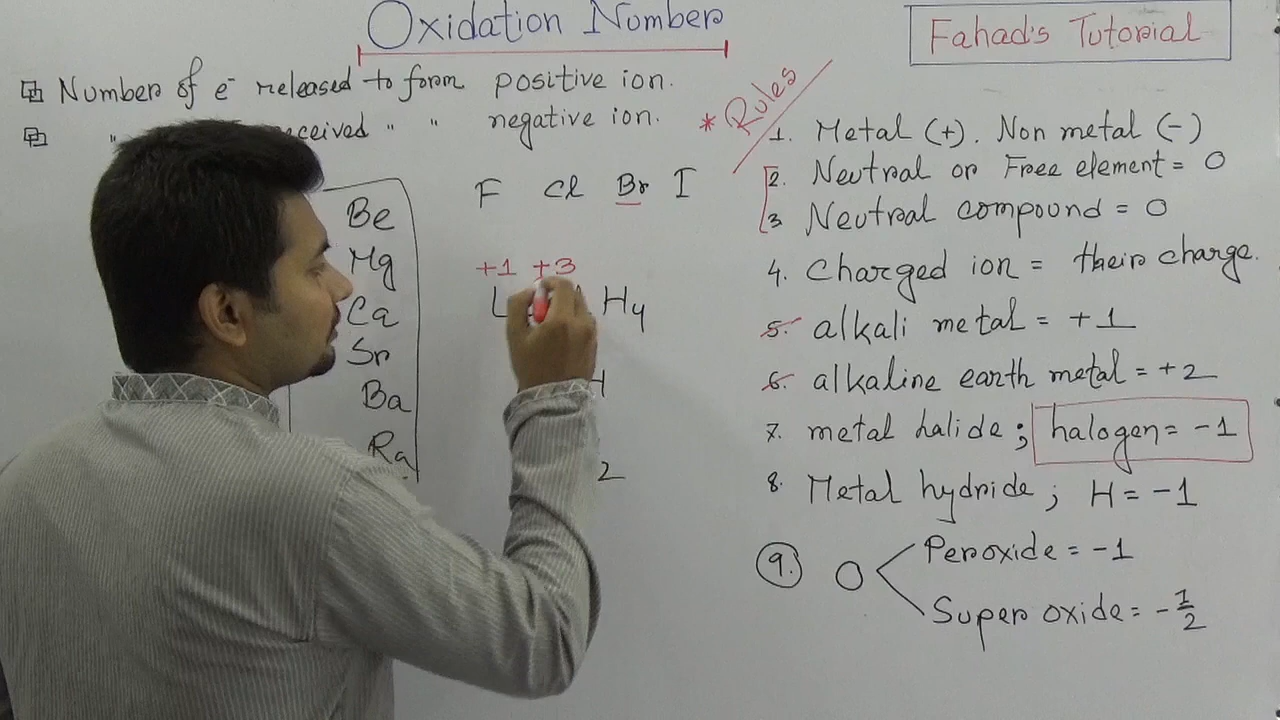 Oxidation Number
Fahad's Tutorial
Number of e⁻ released to form positive ion.
" received " " negative ion.
* Rules
1. Metal (+). Non metal (-)
2. Neutral or Free element = 0
3 Neutral compound = 0
4. Charged ion = their charge.
5. alkali metal = +1
6. alkaline earth metal = +2
7. metal halide; halogen = -1
8. Metal hydride; H = -1
9. O Peroxide = -1
Super oxide = -1/2
Be
Mg
Ca
Sr
Ba
Ra
F Cl Br I
+1 +3
L H4
H
2